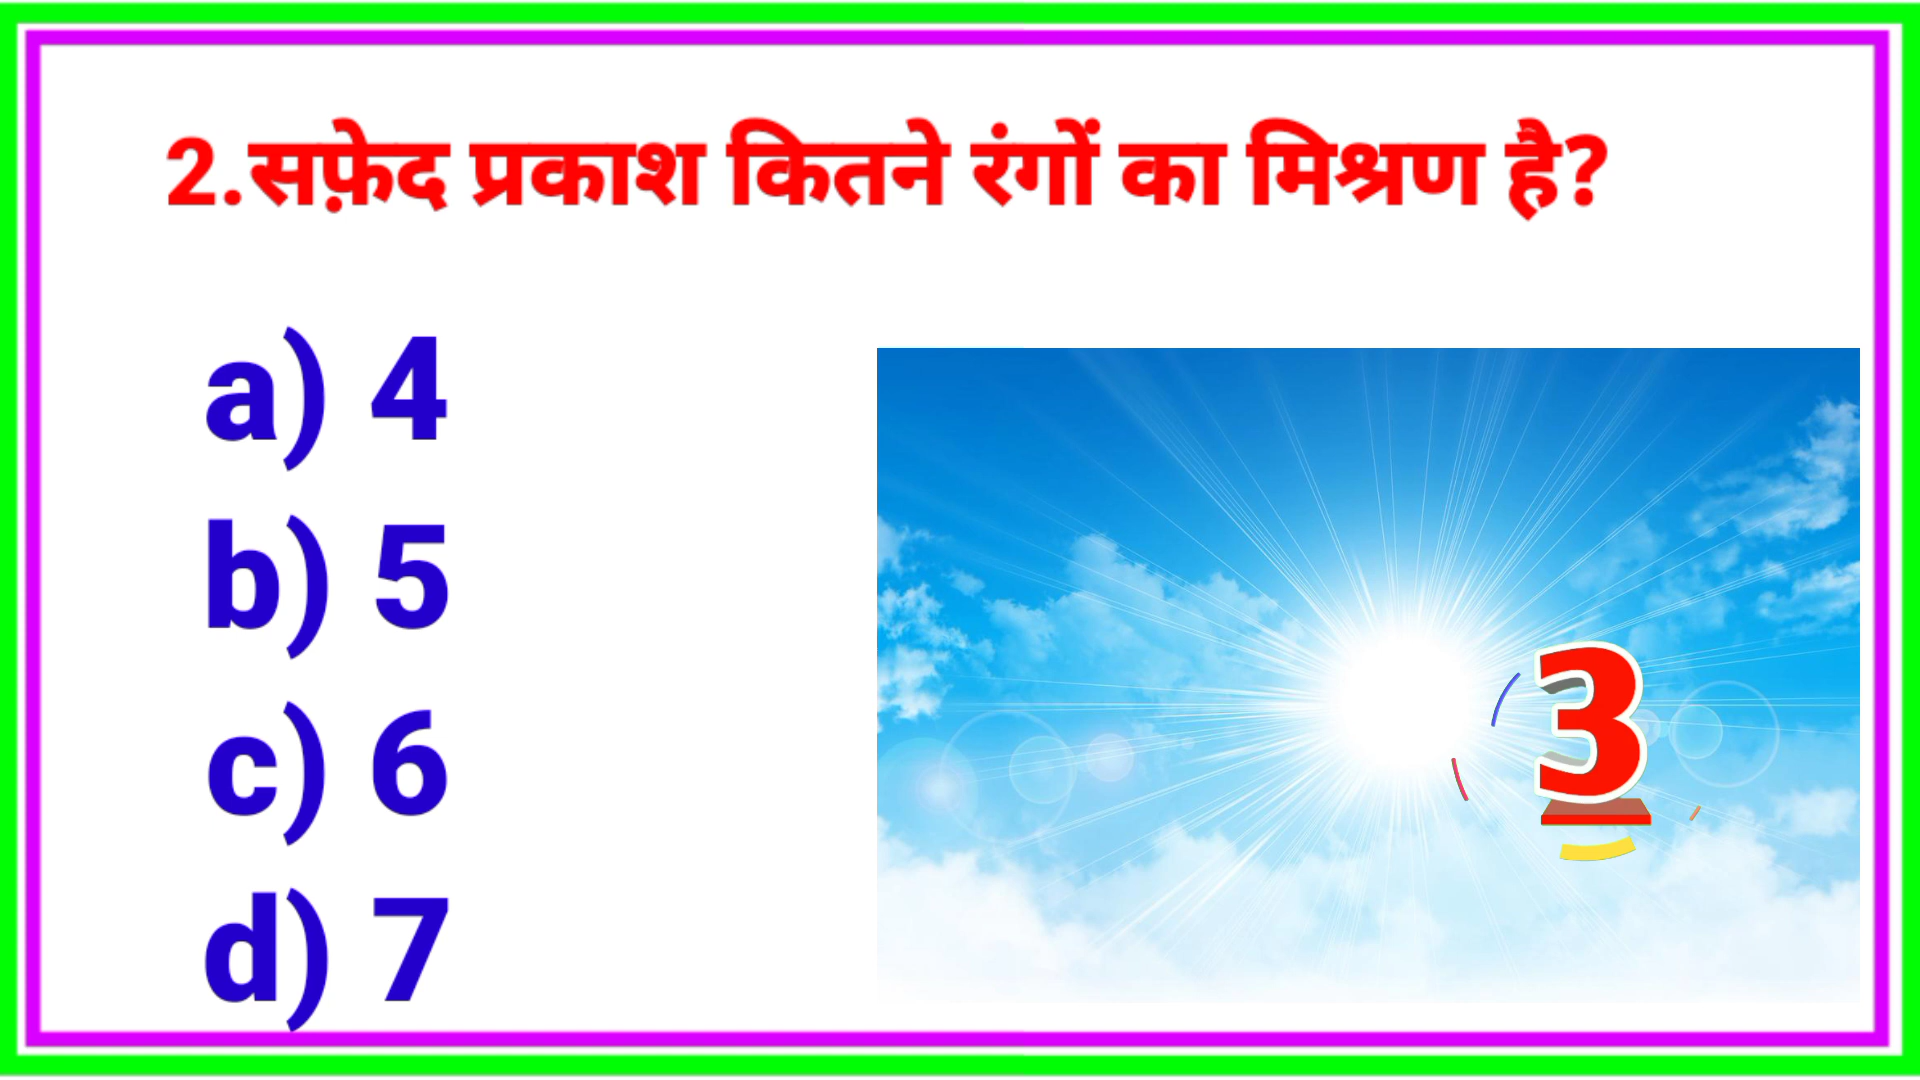 2.सफ़ेद प्रकाश कितने रंगों का मिश्रण है?
a) 4
b) 5
c) 6
d) 7
3